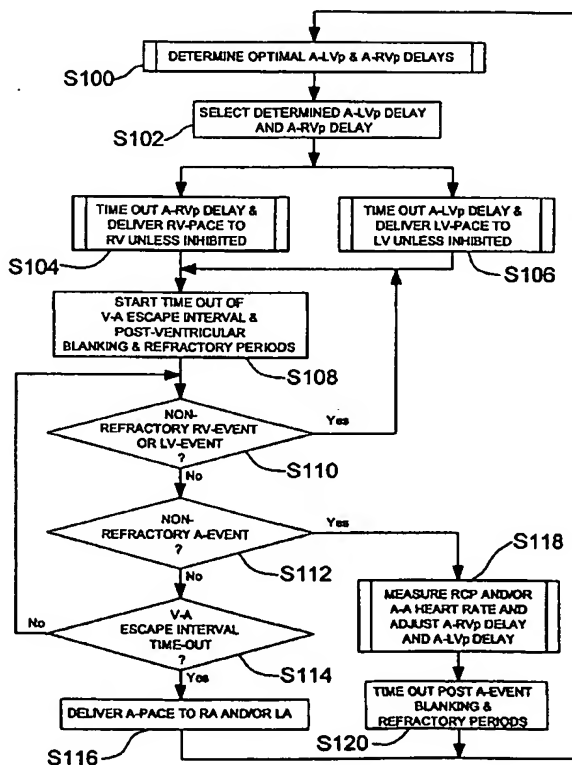 DETERMINE OPTIMAL A-LVp & A-RVp DELAYS
S100
SELECT DETERMINED A-LVp DELAY
AND A-RVp DELAY
S102
TIME OUT A-RVp DELAY &
DELIVER RV-PACE TO
RV UNLESS INHIBITED
S104
TIME OUT A-LVp DELAY &
DELIVER LV-PACE TO
LV UNLESS INHIBITED
S106
START TIME OUT OF
V-A ESCAPE INTERVAL &
POST-VENTRICULAR
BLANKING & REFRACTORY PERIODS
S108
NON-
REFRACTORY RV-EVENT
OR LV-EVENT
?
Yes
S110
No
NON-
REFRACTORY A-EVENT
?
Yes
S112
No
S118
MEASURE RCP AND/OR
A-A HEART RATE AND
ADJUST A-RVp DELAY
AND A-LVp DELAY
V-A
ESCAPE INTERVAL
TIME-OUT
?
No
S114
Yes
TIME OUT POST A-EVENT
BLANKING &
REFRACTORY PERIODS
S120
DELIVER A-PACE TO RA AND/OR LA
S116